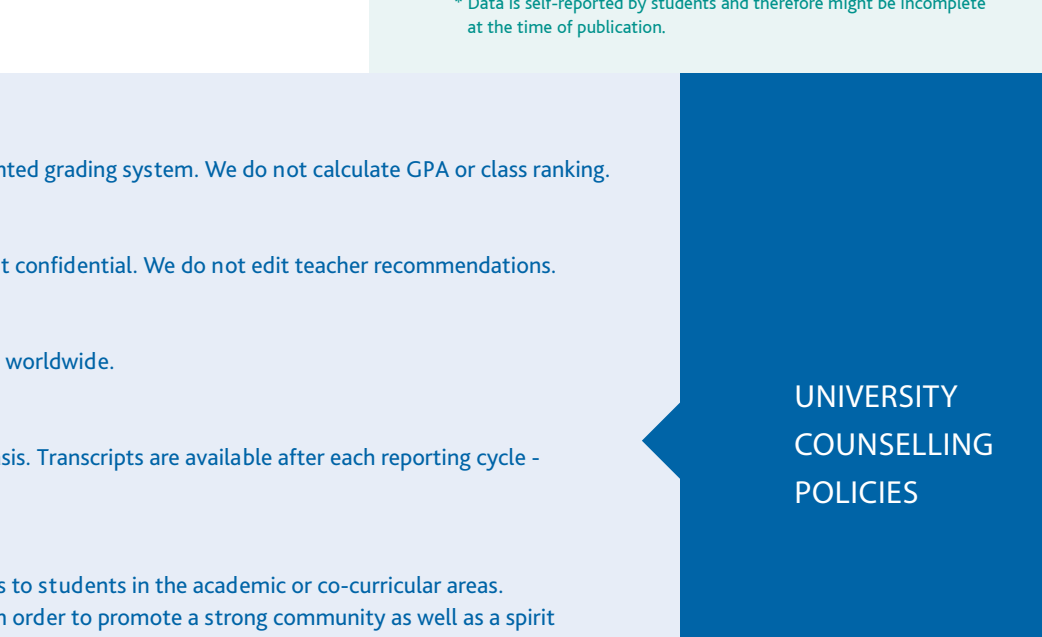 * Data is self-reported by students and therefore might be incomplete
at the time of publication.
grading system. We do not calculate GPA or class ranking.
confidential. We do not edit teacher recommendations.
worldwide.
Transcripts are available after each reporting cycle -
to students in the academic or co-curricular areas.
order to promote a strong community as well as a spirit
UNIVERSITY
COUNSELLING
POLICIES